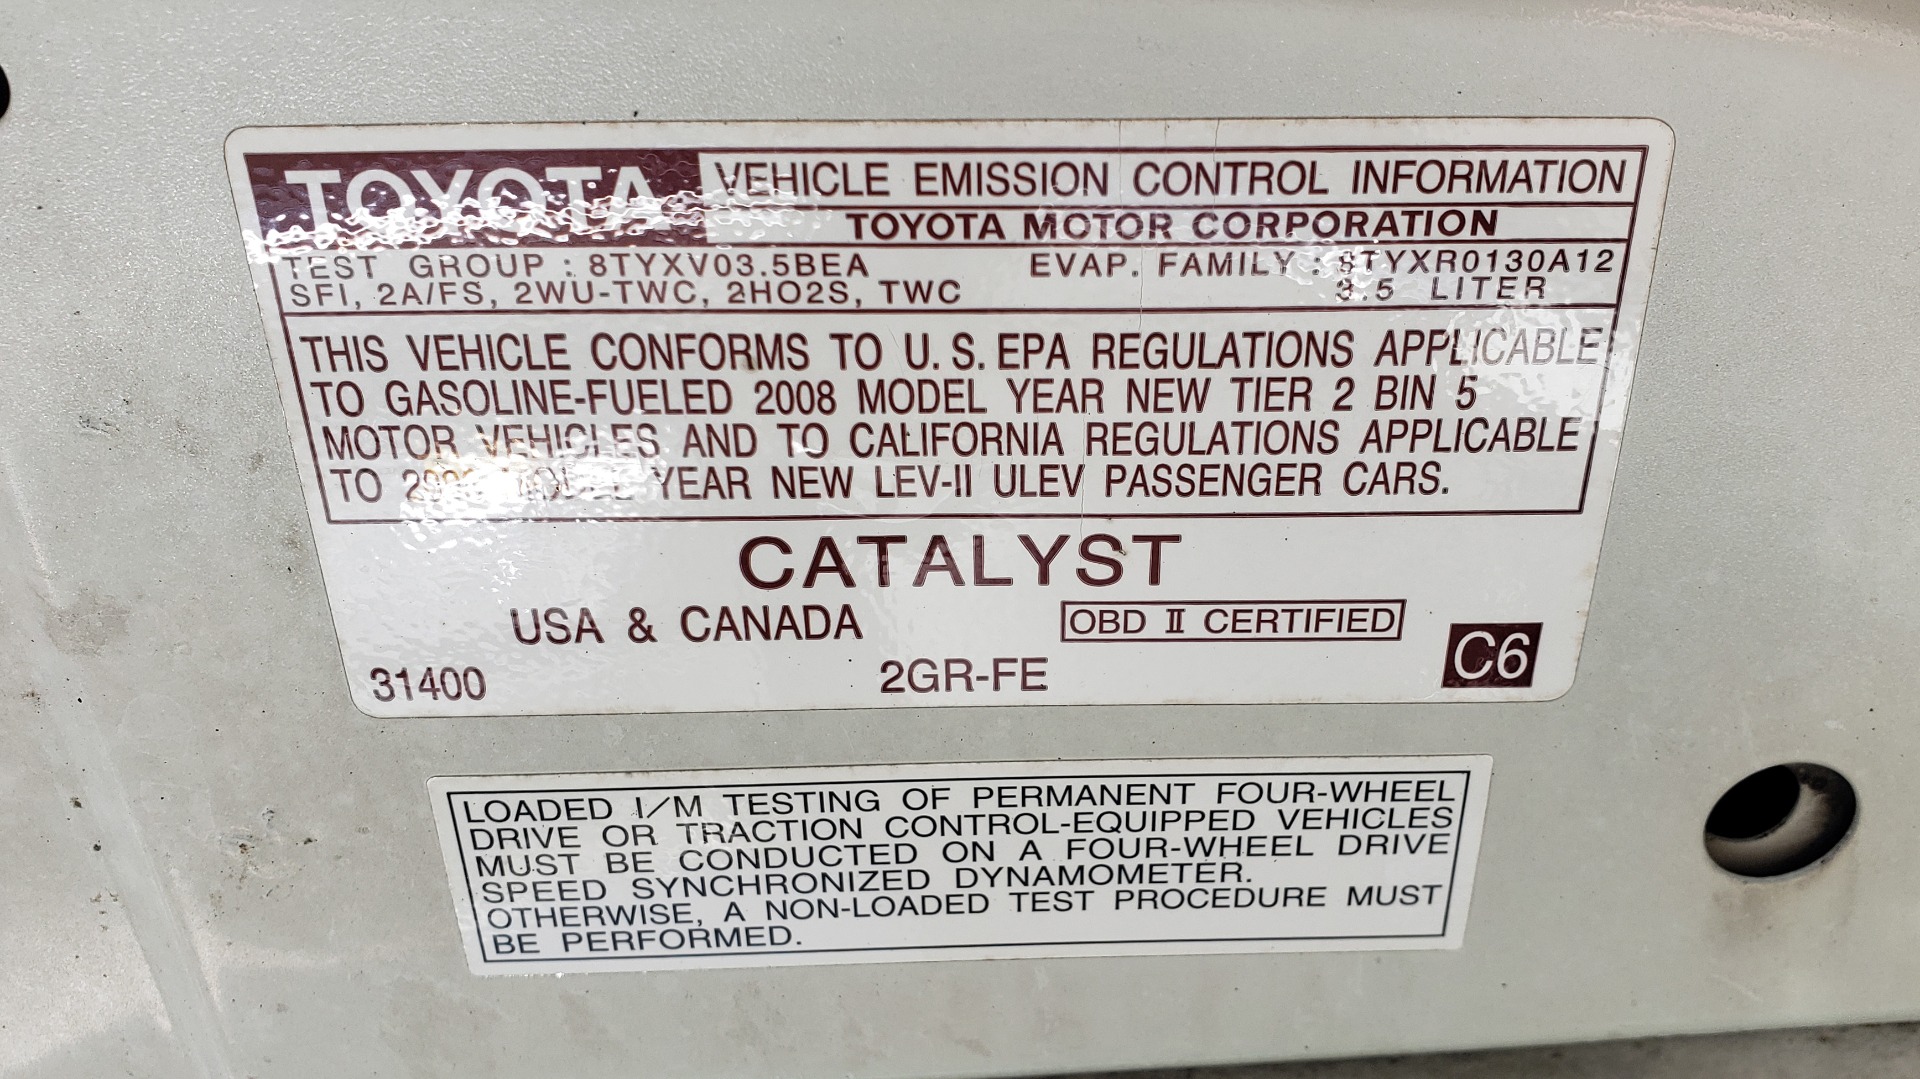 TOYOTA VEHICLE EMISSION CONTROL INFORMATION
TOYOTA MOTOR CORPORATION
TEST GROUP : 8TYXV03.5BEA EVAP. FAMILY : 8TYXR0130A12
SFI, 2A/FS, 2WU-TWC, 2HO2S, TWC 3.5 LITER
THIS VEHICLE CONFORMS TO U. S. EPA REGULATIONS APPLICABLE
TO GASOLINE-FUELED 2008 MODEL YEAR NEW TIER 2 BIN 5
MOTOR VEHICLES AND TO CALIFORNIA REGULATIONS APPLICABLE
TO MODEL YEAR NEW LEV-II ULEV PASSENGER CARS.
CATALYST
USA & CANADA OBD II CERTIFIED
31400 2GR-FE C6
LOADED I/M TESTING OF PERMANENT FOUR-WHEEL
DRIVE OR TRACTION CONTROL-EQUIPPED VEHICLES
MUST BE CONDUCTED ON A FOUR-WHEEL DRIVE
SPEED SYNCHRONIZED DYNAMOMETER.
OTHERWISE, A NON-LOADED TEST PROCEDURE MUST
BE PERFORMED.